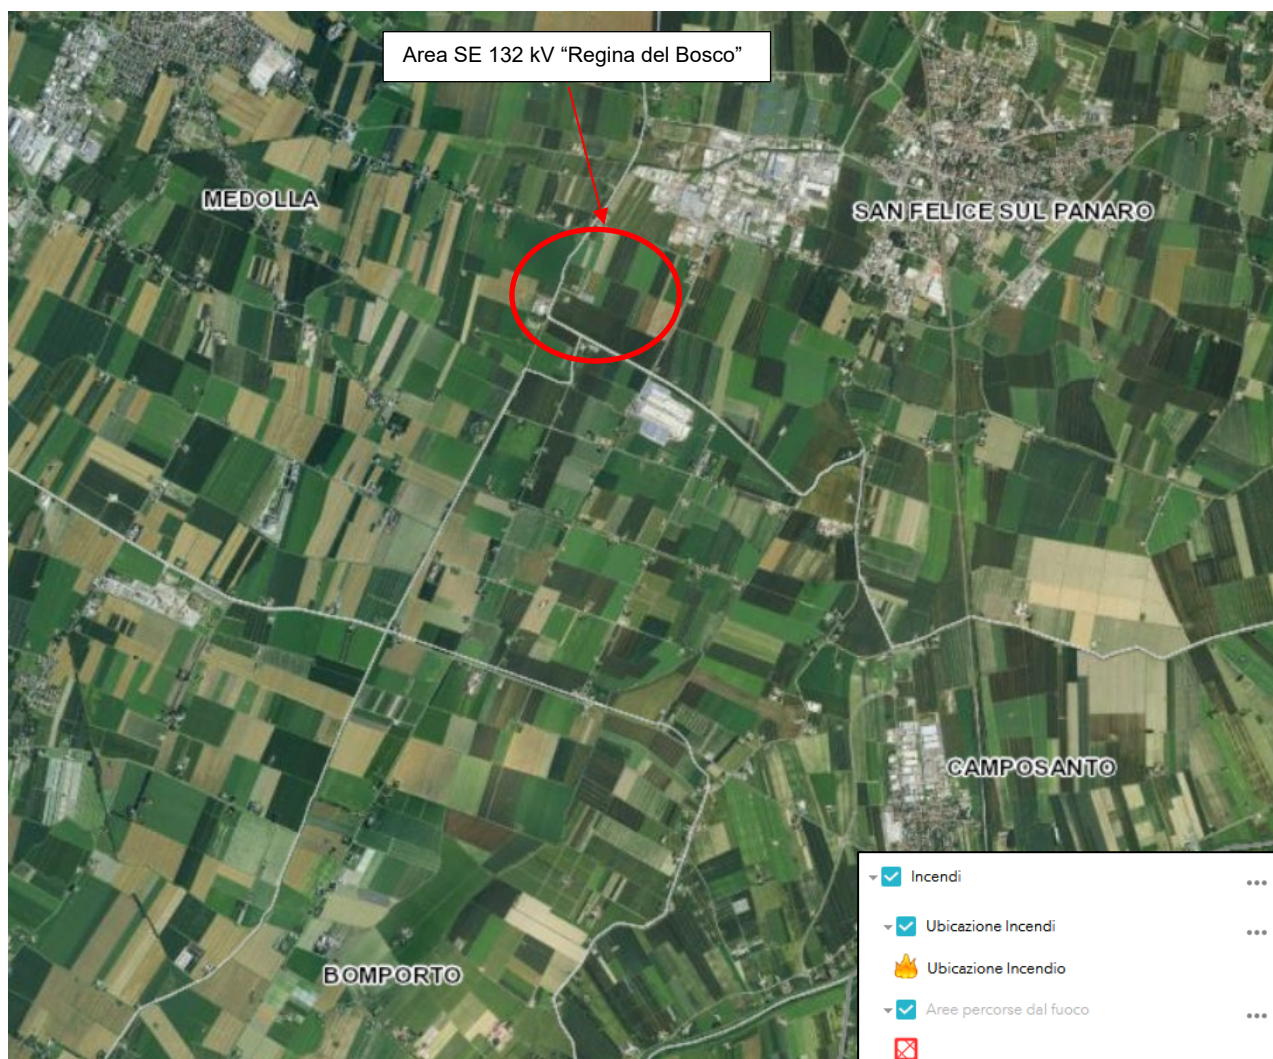 Area SE 132 kV “Regina del Bosco”
MEDOLLA
SAN FELICE SUL PANARO
CAMPOSANTO
BOMPORTO
Incendi
Ubicazione Incendi
Ubicazione Incendio
Aree percorse dal fuoco